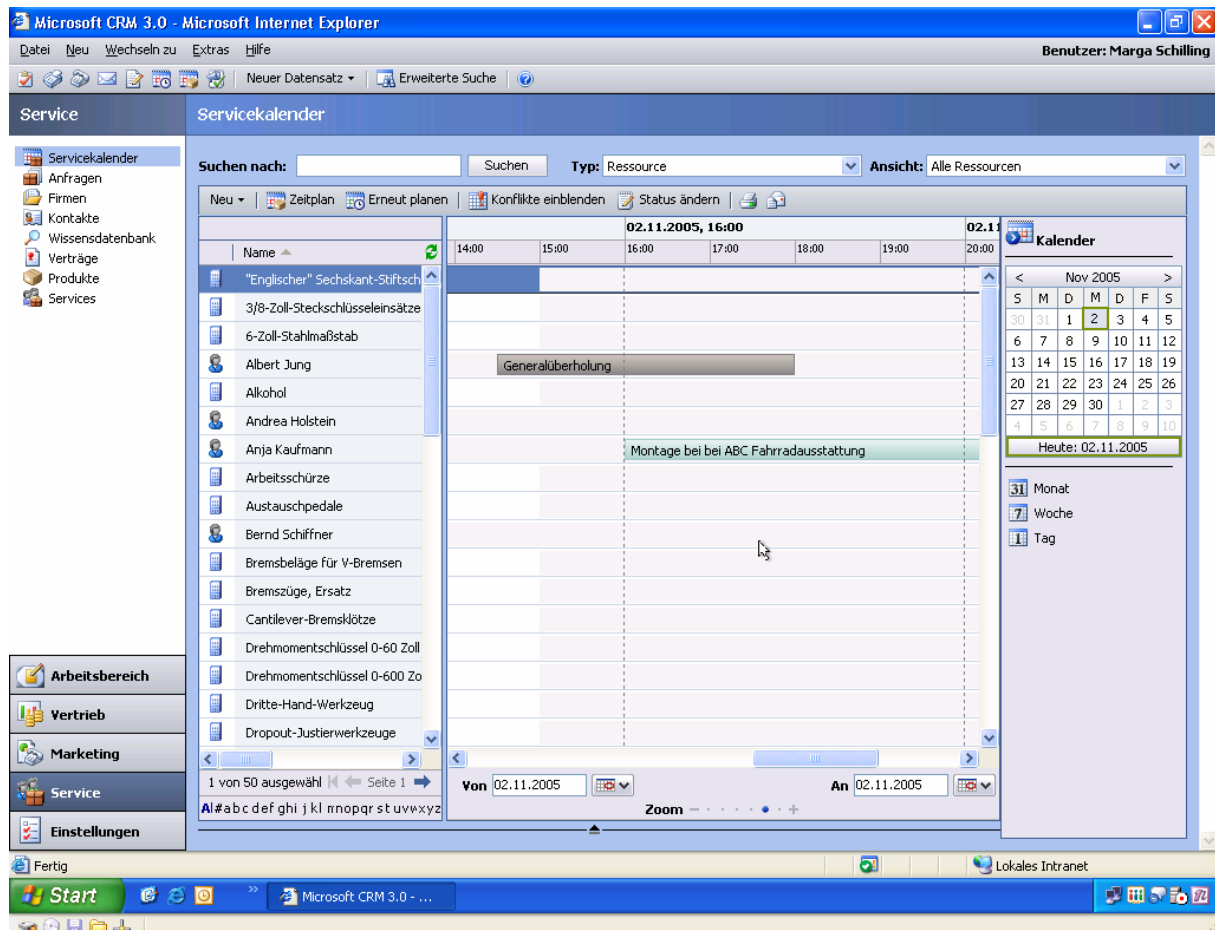 Microsoft CRM 3.0 - Microsoft Internet Explorer
Datei Neu Wechseln zu Extras Hilfe Benutzer: Marga Schilling
Neuer Datensatz Erweiterte Suche
Service Servicekalender
Servicekalender
Anfragen
Firmen
Kontakte
Wissensdatenbank
Verträge
Produkte
Services
Arbeitsbereich
Vertrieb
Marketing
Service
Einstellungen
Suchen nach: Suchen Typ: Ressource Ansicht: Alle Ressourcen
Neu Zeitplan Erneut planen Konflikte einblenden Status ändern
02.11.2005, 16:00 02.11
Name 14:00 15:00 16:00 17:00 18:00 19:00 20:00
"Englischer" Sechskant-Stiftsch
3/8-Zoll-Steckschlüsseleinsätze
6-Zoll-Stahlmaßstab
Albert Jung Generalüberholung
Alkohol
Andrea Holstein
Anja Kaufmann Montage bei bei ABC Fahrradausstattung
Arbeitsschürze
Austauschpedale
Bernd Schiffner
Bremsbeläge für V-Bremsen
Bremszüge, Ersatz
Cantilever-Bremsklötze
Drehmomentschlüssel 0-60 Zoll
Drehmomentschlüssel 0-600 Zo
Dritte-Hand-Werkzeug
Dropout-Justierwerkzeuge
1 von 50 ausgewähl Seite 1
Al # a b c d e f g h i j k l m n o p q r s t u v w x y z
Von 02.11.2005 An 02.11.2005
Zoom
Kalender
< Nov 2005 >
S M D M D F S
30 31 1 2 3 4 5
6 7 8 9 10 11 12
13 14 15 16 17 18 19
20 21 22 23 24 25 26
27 28 29 30 1 2 3
4 5 6 7 8 9 10
Heute: 02.11.2005
31 Monat
7 Woche
1 Tag
Fertig Lokales Intranet
Start Microsoft CRM 3.0 - ...